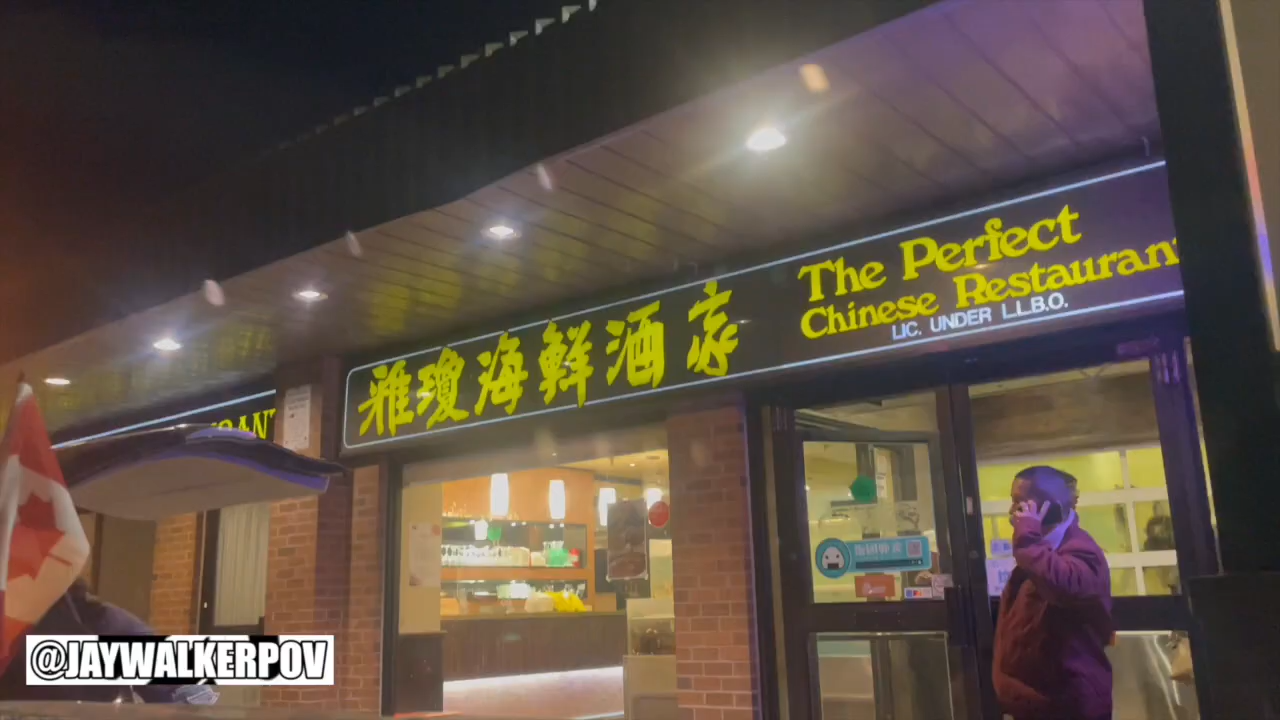 雅瓊海鮮酒家
The Perfect
Chinese Restaurant
LIC. UNDER L.L.B.O.
@JAYWALKERPOV